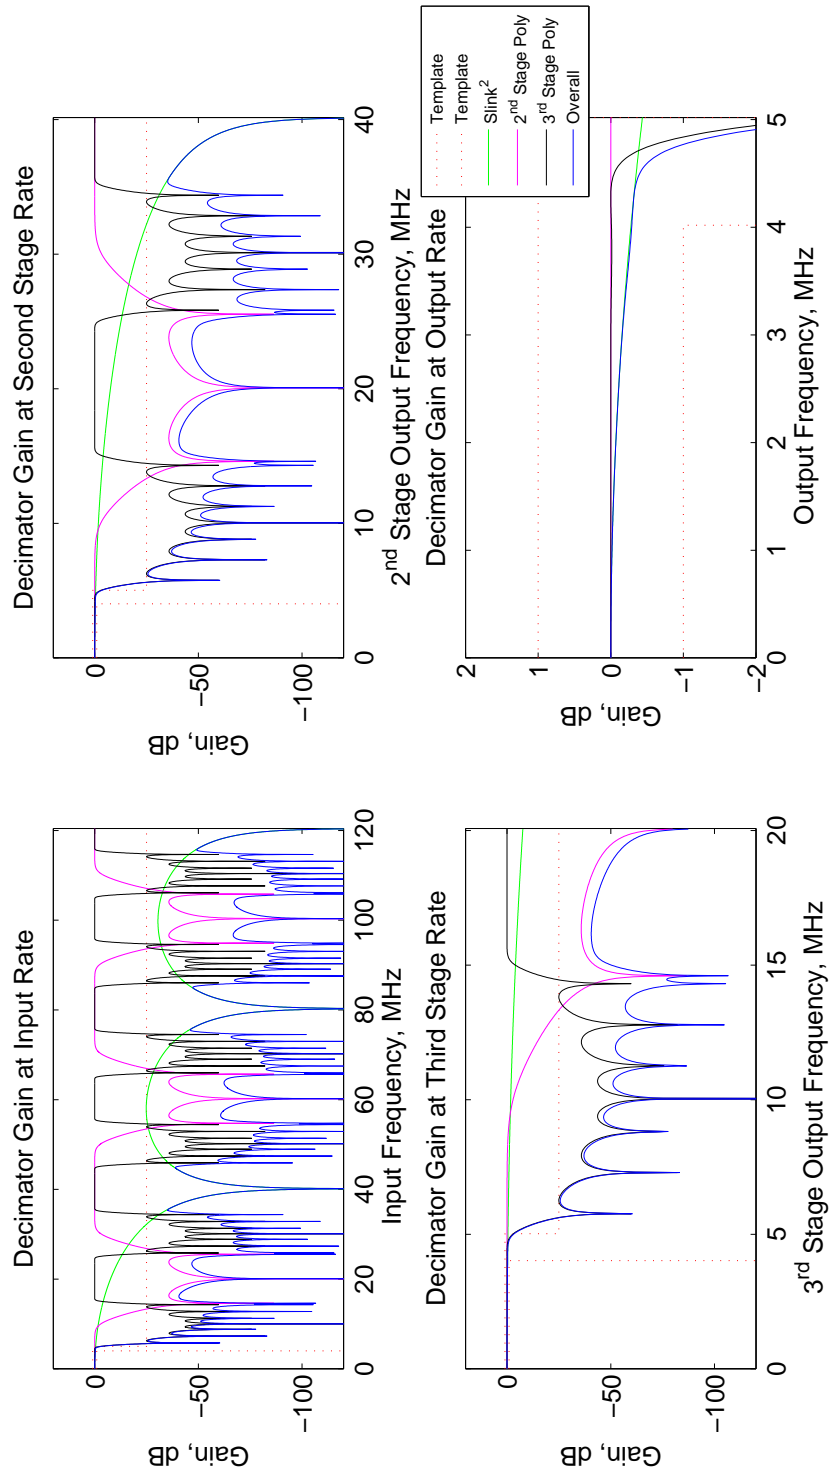 Decimator Gain at Input Rate
Gain, dB
0
−50
−100
0
20
40
60
80
100
120
Input Frequency, MHz
Decimator Gain at Second Stage Rate
Gain, dB
0
−50
−100
0
10
20
30
40
2nd Stage Output Frequency, MHz
Decimator Gain at Third Stage Rate
Gain, dB
0
−50
−100
0
5
10
15
20
3rd Stage Output Frequency, MHz
Decimator Gain at Output Rate
Gain, dB
2
1
0
−1
−2
0
1
2
3
4
5
Output Frequency, MHz
Template
Template
Slink2
2nd Stage Poly
3rd Stage Poly
Overall